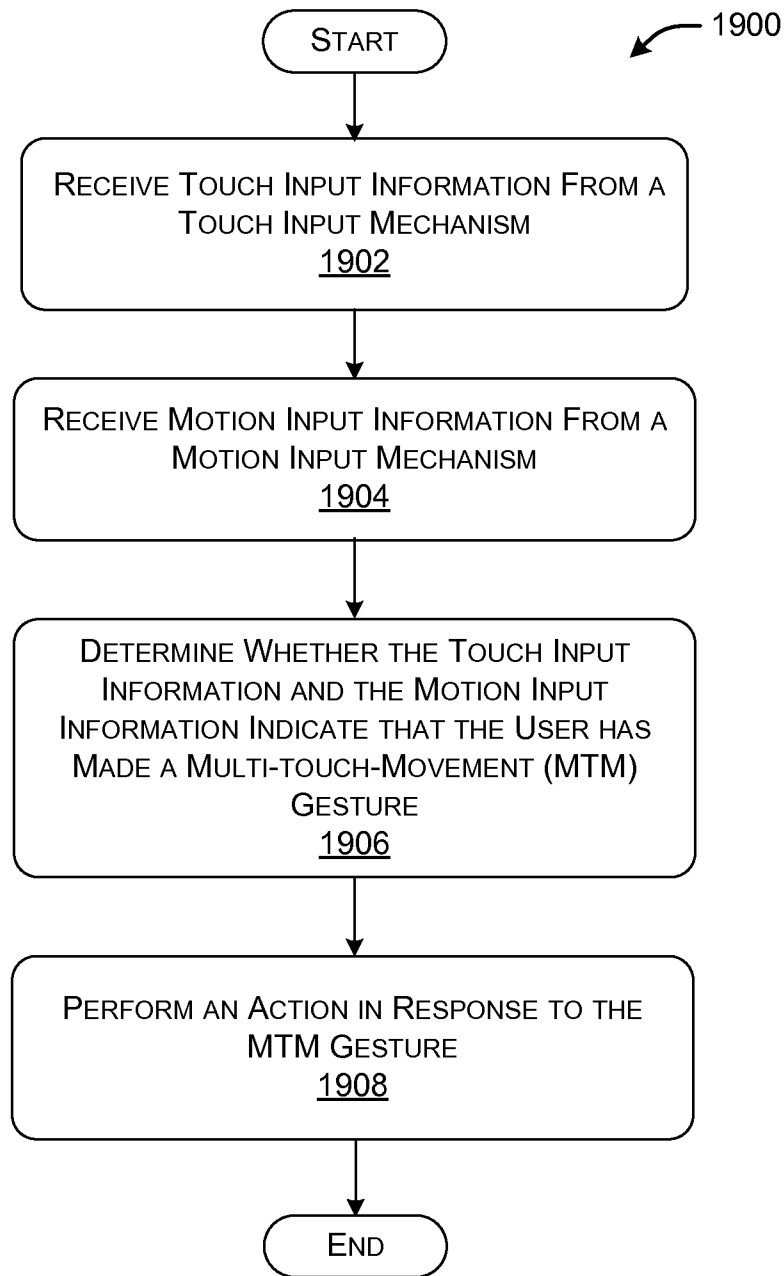 START
1900
RECEIVE TOUCH INPUT INFORMATION FROM A
TOUCH INPUT MECHANISM
1902
RECEIVE MOTION INPUT INFORMATION FROM A
MOTION INPUT MECHANISM
1904
DETERMINE WHETHER THE TOUCH INPUT
INFORMATION AND THE MOTION INPUT
INFORMATION INDICATE THAT THE USER HAS
MADE A MULTI-TOUCH-MOVEMENT (MTM)
GESTURE
1906
PERFORM AN ACTION IN RESPONSE TO THE
MTM GESTURE
1908
END